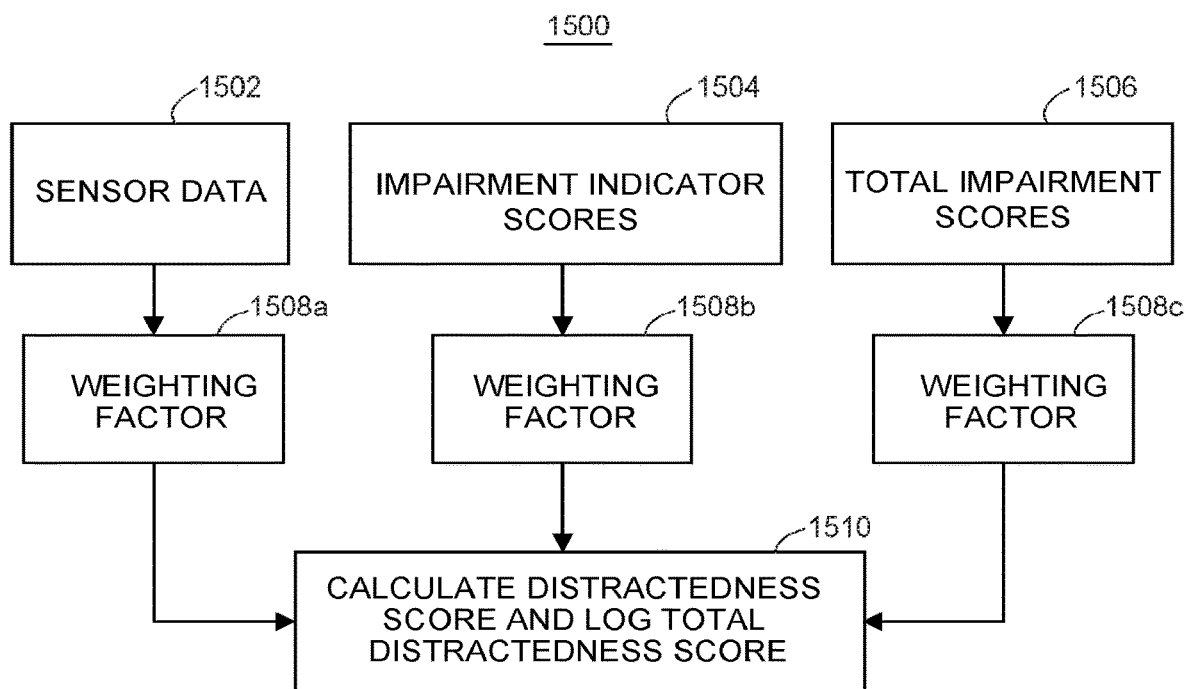 1500
1502
1504
1506
SENSOR DATA
IMPAIRMENT INDICATOR
SCORES
TOTAL IMPAIRMENT
SCORES
1508a
1508b
1508c
WEIGHTING
FACTOR
WEIGHTING
FACTOR
WEIGHTING
FACTOR
1510
CALCULATE DISTRACTEDNESS
SCORE AND LOG TOTAL
DISTRACTEDNESS SCORE